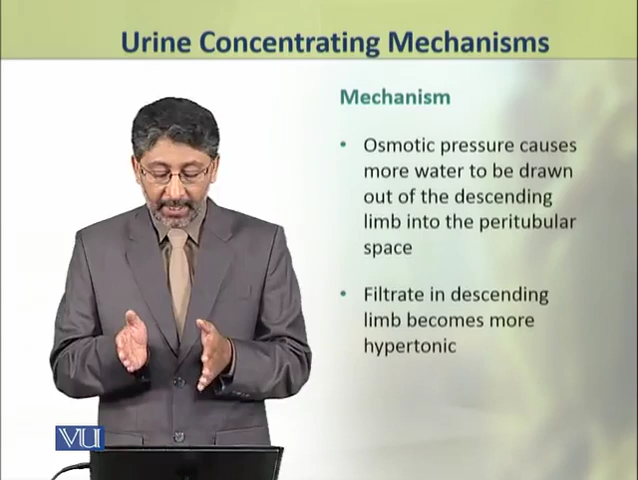 Urine Concentrating Mechanisms
Mechanism
• Osmotic pressure causes
more water to be drawn
out of the descending
limb into the peritubular
space
• Filtrate in descending
limb becomes more
hypertonic
VU